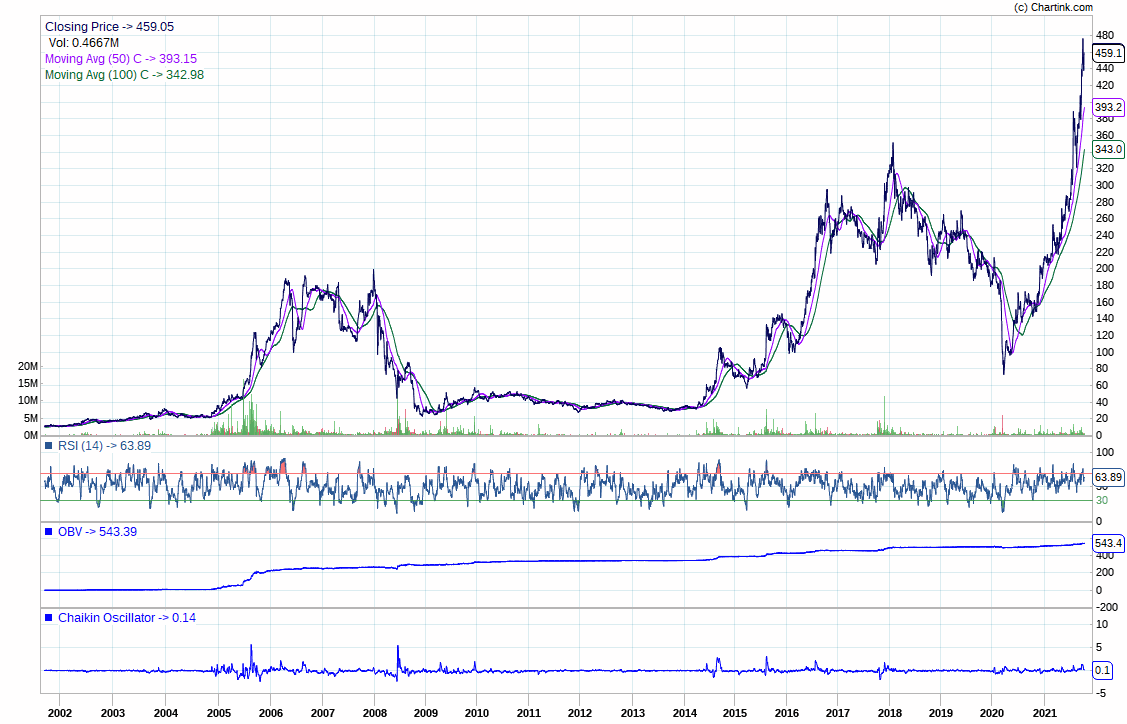 (c) Chartink.com
Closing Price -> 459.05
Vol: 0.4667M
Moving Avg (50) C -> 393.15
Moving Avg (100) C -> 342.98
480
459.1
440
420
393.2
380
360
343.0
320
300
280
260
240
220
200
180
160
140
120
100
80
60
40
20
0
20M
15M
10M
5M
0M
RSI (14) -> 63.89
100
63.89
30
0
OBV -> 543.39
543.4
400
200
0
-200
Chaikin Oscillator -> 0.14
10
5
0.1
-5
2002 2003 2004 2005 2006 2007 2008 2009 2010 2011 2012 2013 2014 2015 2016 2017 2018 2019 2020 2021